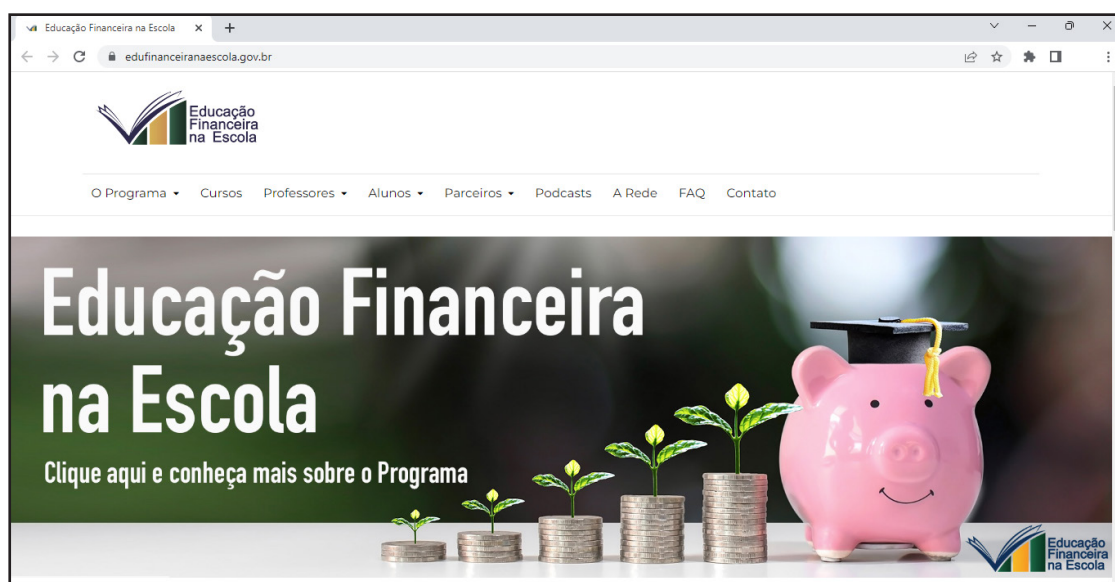 Educação Financeira na Escola
edufinanceiranaescola.gov.br
Educação
Financeira
na Escola
O Programa Cursos Professores Alunos Parceiros Podcasts A Rede FAQ Contato
Educação Financeira
na Escola
Clique aqui e conheça mais sobre o Programa
Educação
Financeira
na Escola